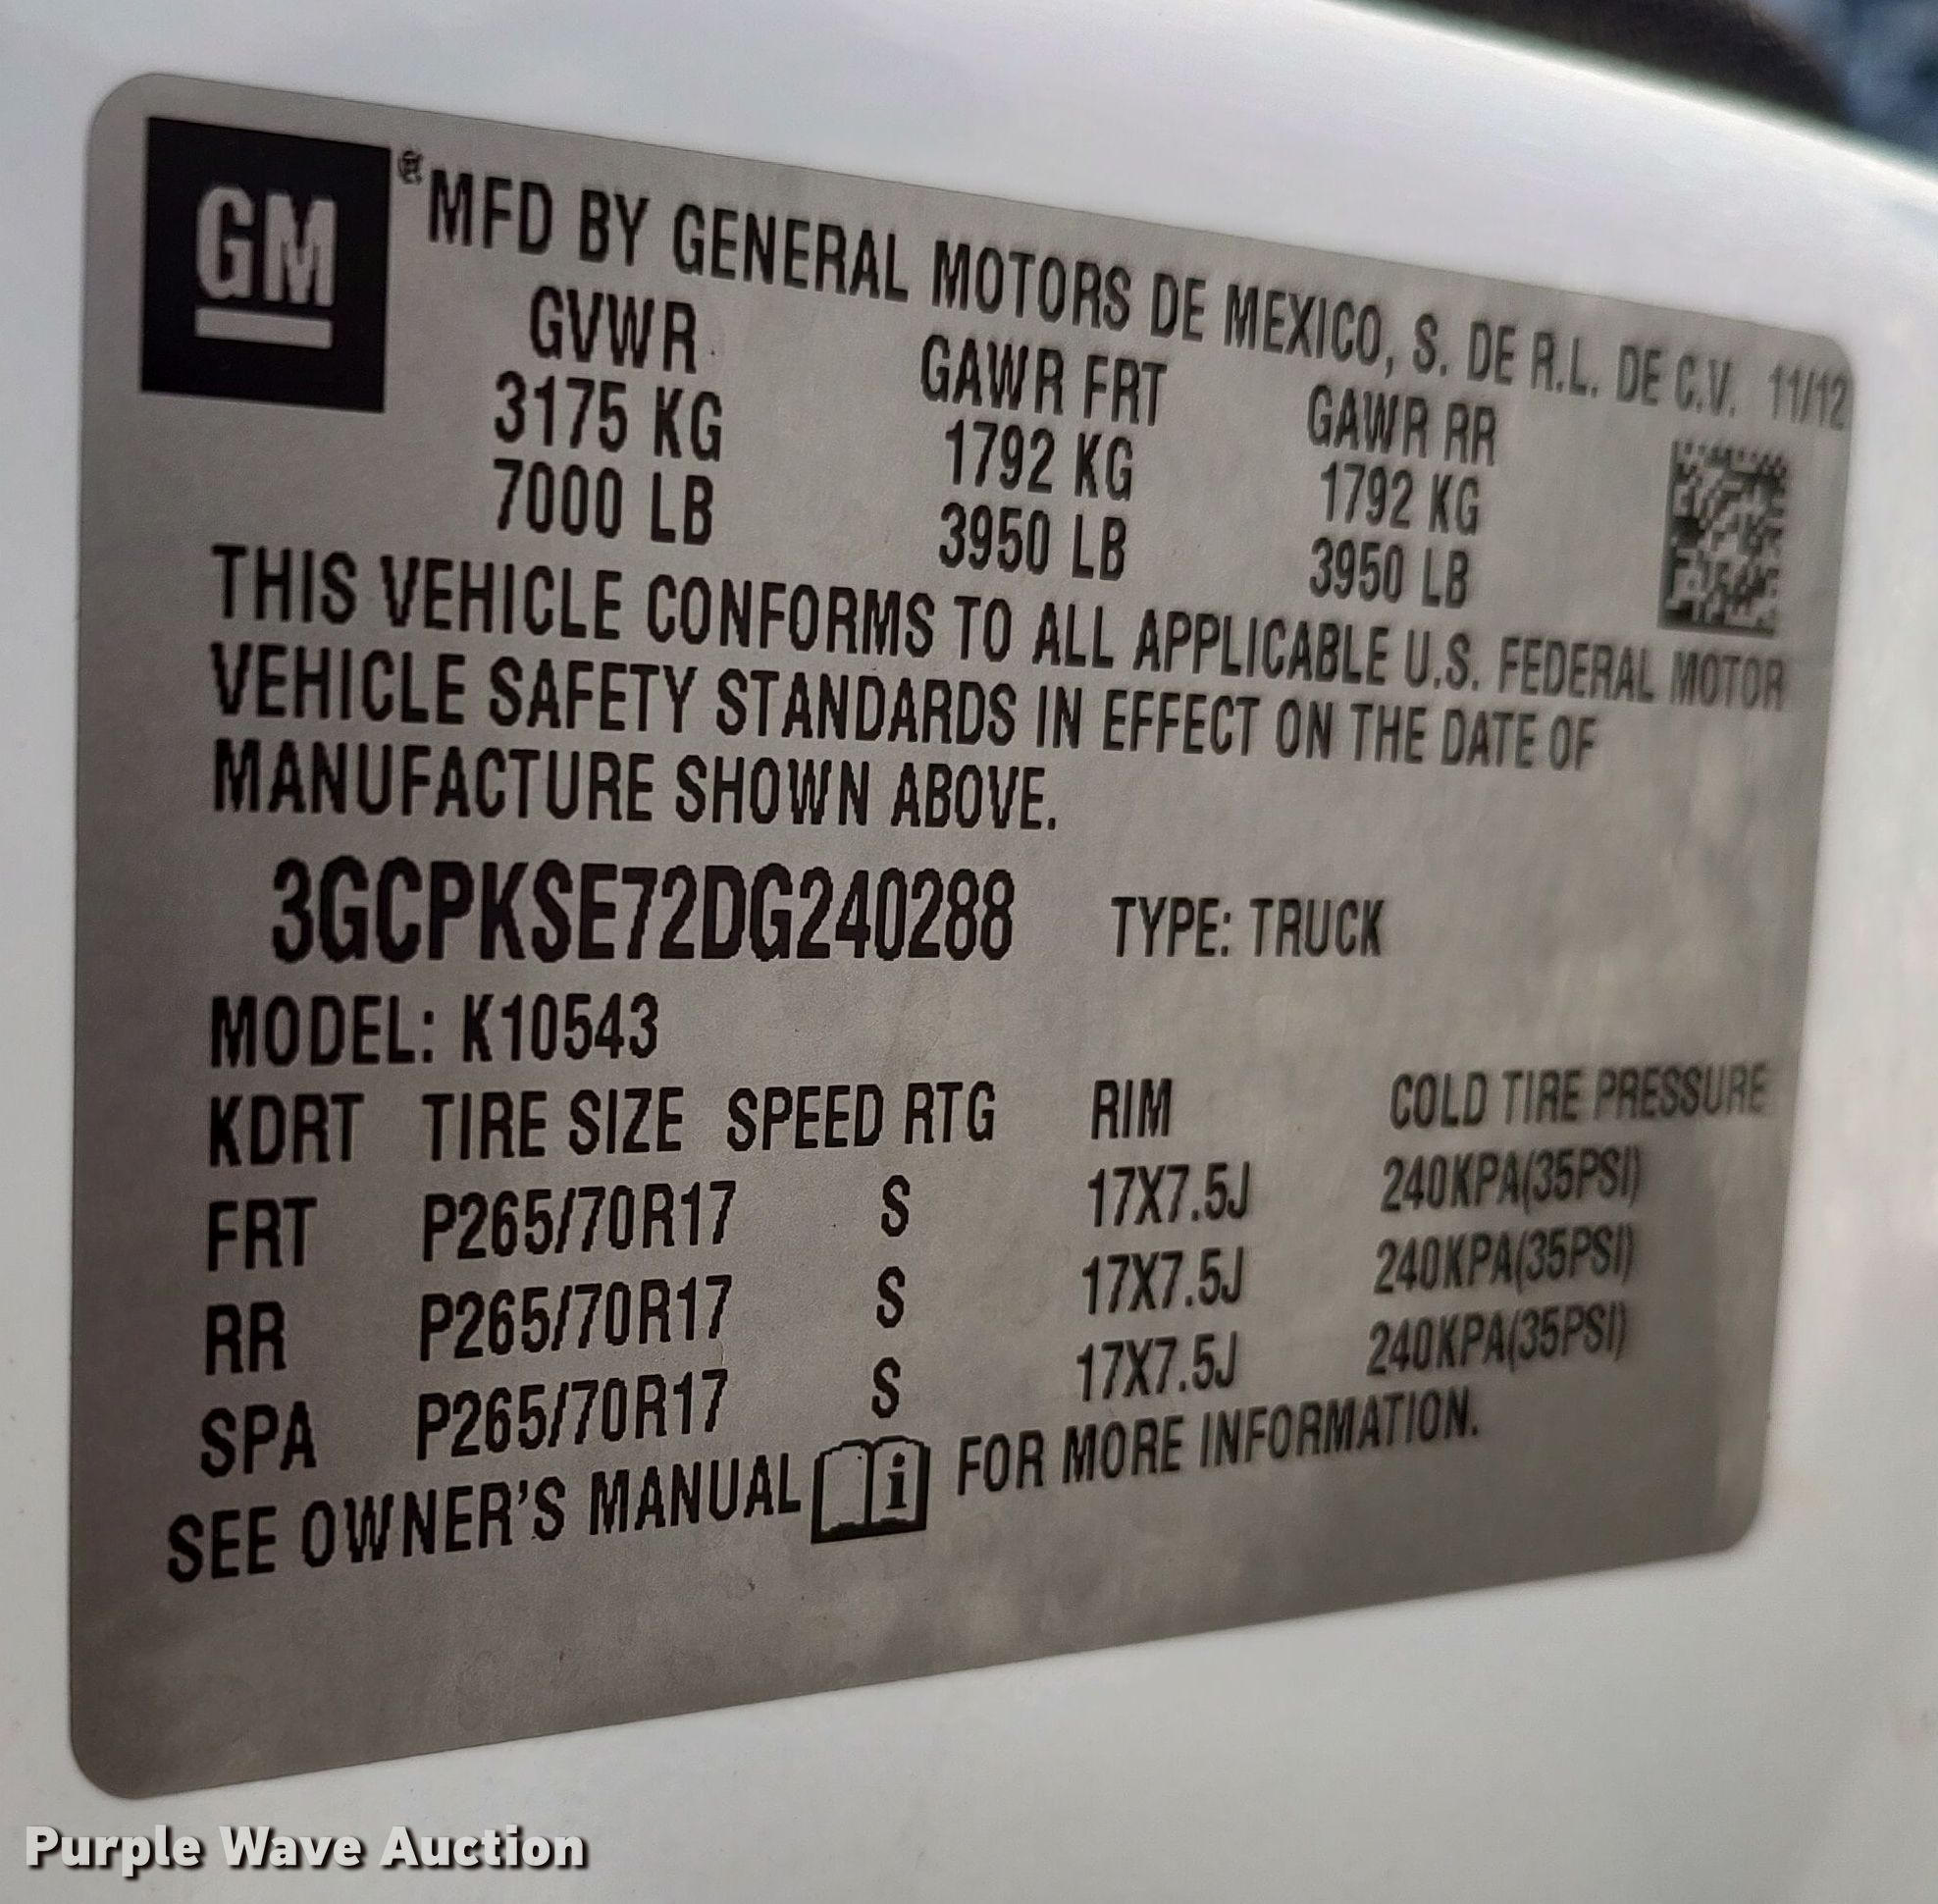 GM
® MFD BY GENERAL MOTORS DE MEXICO, S. DE R.L. DE C.V. 11/12
GVWR GAWR FRT GAWR RR
3175 KG 1792 KG 1792 KG
7000 LB 3950 LB 3950 LB
THIS VEHICLE CONFORMS TO ALL APPLICABLE U.S. FEDERAL MOTOR
VEHICLE SAFETY STANDARDS IN EFFECT ON THE DATE OF
MANUFACTURE SHOWN ABOVE.
3GCPKSE72DG240288 TYPE: TRUCK
MODEL: K10543
KDRT TIRE SIZE SPEED RTG RIM COLD TIRE PRESSURE
FRT P265/70R17 S 17X7.5J 240KPA(35PSI)
RR P265/70R17 S 17X7.5J 240KPA(35PSI)
SPA P265/70R17 S 17X7.5J 240KPA(35PSI)
SEE OWNER'S MANUAL i FOR MORE INFORMATION.
Purple Wave Auction